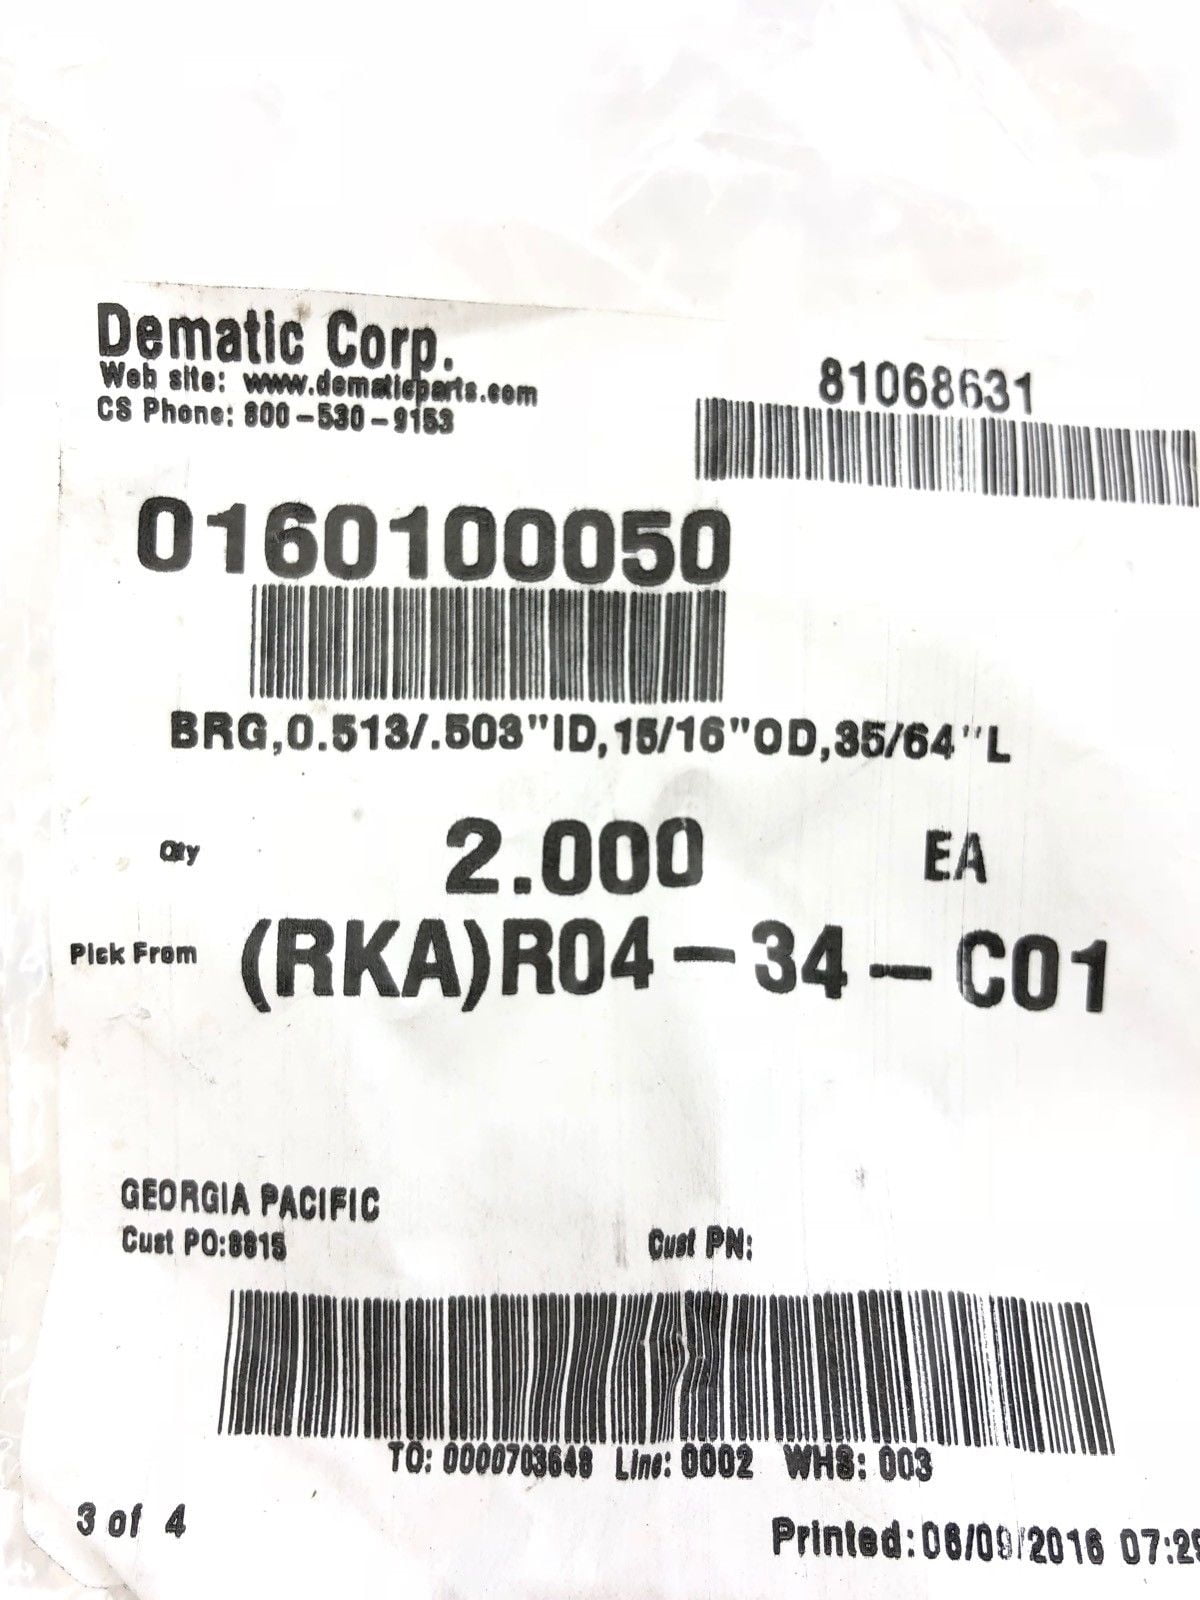 Dematic Corp.
Web site: www.dematicparts.com
CS Phone: 800-530-9153
81068631
0160100050
BRG,0.513/.503"ID,15/16"OD,35/64"L
Qty 2.000 EA
Pick From (RKA)R04-34-C01
GEORGIA PACIFIC
Cust PO:8815 Cust PN:
TO: 0000703648 Line: 0002 WHS: 003
3 of 4
Printed:06/09/2016 07:29